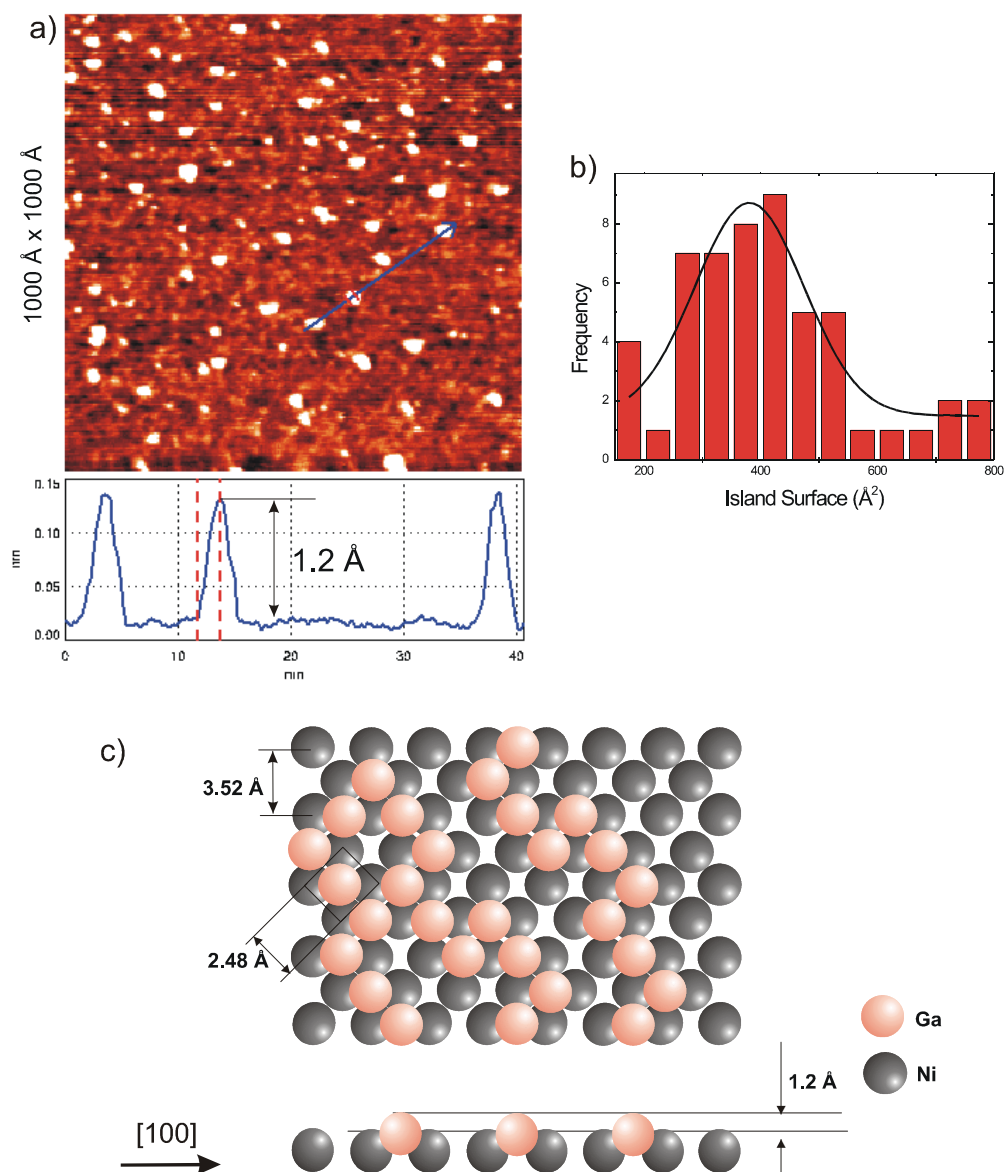 a)
1000 Å x 1000 Å
0.15
0.10
0.05
0.00
nm
1.2 Å
0 10 20 30 40
nm
b)
Frequency
8
6
4
2
0
200 400 600 800
Island Surface (Å²)
c)
3.52 Å
2.48 Å
Ga
Ni
1.2 Å
[100]